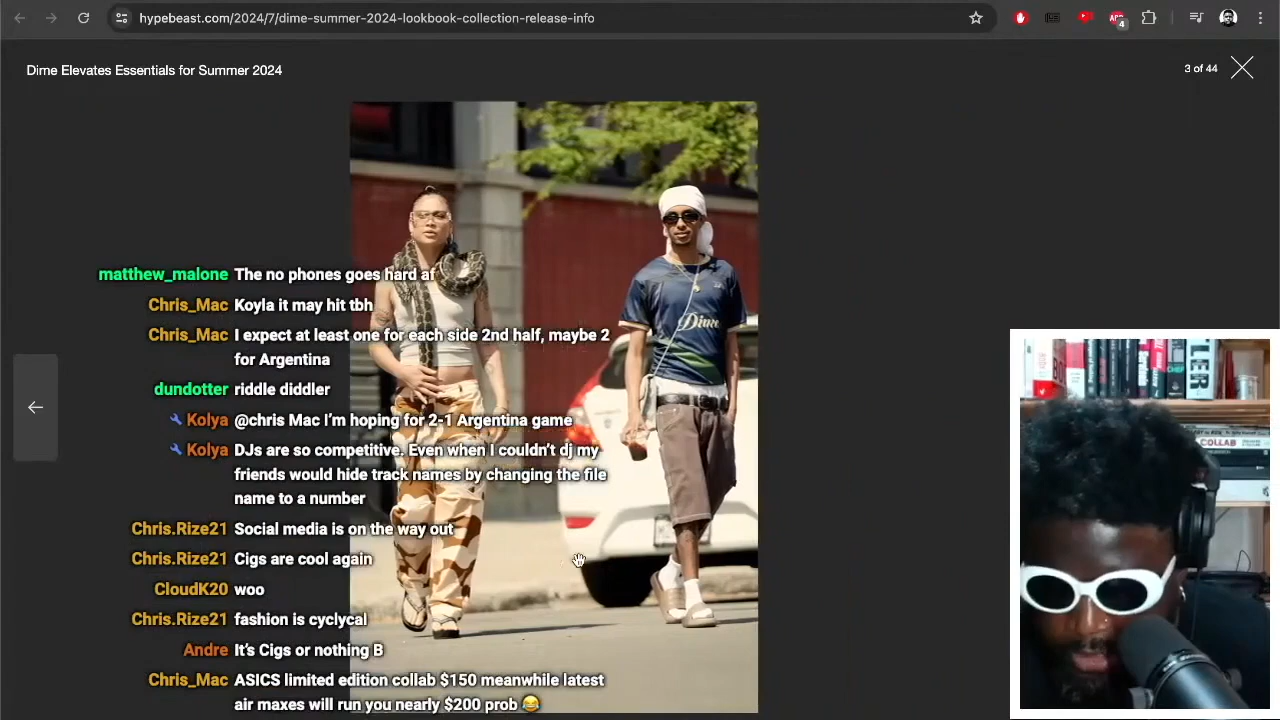 hypebeast.com/2024/7/dime-summer-2024-lookbook-collection-release-info
4
Dime Elevates Essentials for Summer 2024
3 of 44
matthew_malone The no phones goes hard af
Chris_Mac Koyla it may hit tbh
Chris_Mac I expect at least one for each side 2nd half, maybe 2
for Argentina
dundotter riddle diddler
Kolya @chris Mac I'm hoping for 2-1 Argentina game
Kolya DJs are so competitive. Even when I couldn't dj my
friends would hide track names by changing the file
name to a number
Chris.Rize21 Social media is on the way out
Chris.Rize21 Cigs are cool again
CloudK20 woo
Chris.Rize21 fashion is cyclycal
Andre It's Cigs or nothing B
Chris_Mac ASICS limited edition collab $150 meanwhile latest
air maxes will run you nearly $200 prob 😂
Dime
COLLAB